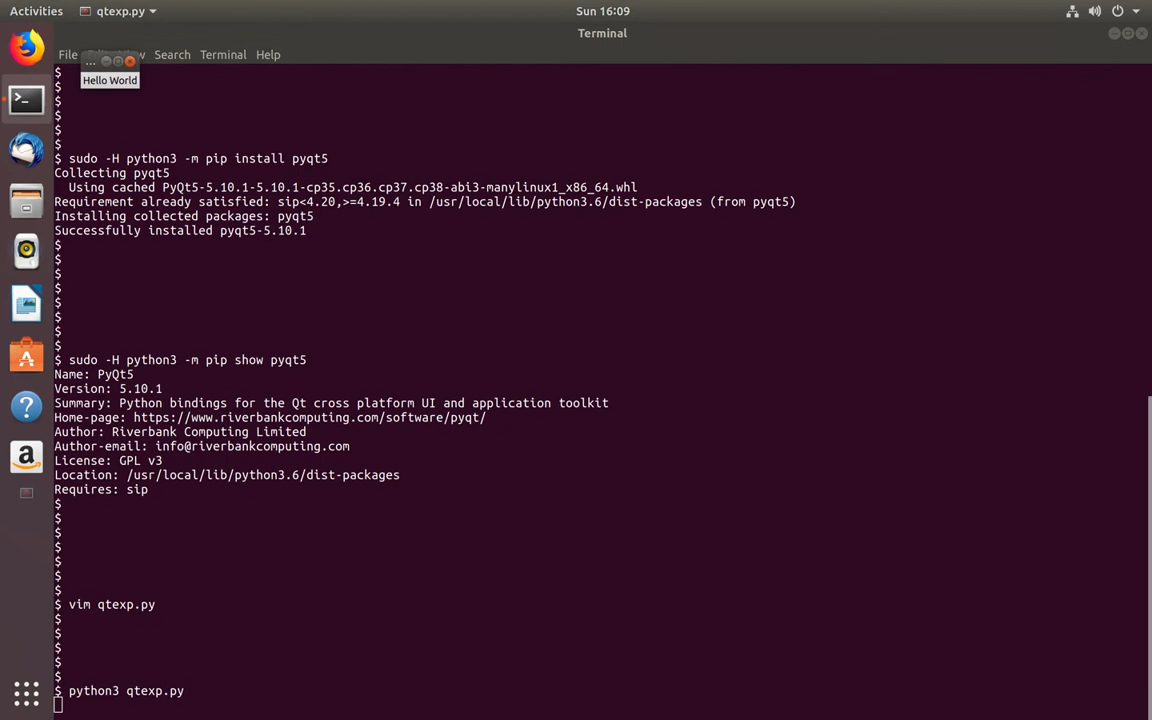 Activities qtexp.py Sun 16:09
Terminal
File Search Terminal Help
...
Hello World
$
$
$
$
$
$
$ sudo -H python3 -m pip install pyqt5
Collecting pyqt5
Using cached PyQt5-5.10.1-5.10.1-cp35.cp36.cp37.cp38-abi3-manylinux1_x86_64.whl
Requirement already satisfied: sip<4.20,>=4.19.4 in /usr/local/lib/python3.6/dist-packages (from pyqt5)
Installing collected packages: pyqt5
Successfully installed pyqt5-5.10.1
$
$
$
$
$
$
$
$
$ sudo -H python3 -m pip show pyqt5
Name: PyQt5
Version: 5.10.1
Summary: Python bindings for the Qt cross platform UI and application toolkit
Home-page: https://www.riverbankcomputing.com/software/pyqt/
Author: Riverbank Computing Limited
Author-email: info@riverbankcomputing.com
License: GPL v3
Location: /usr/local/lib/python3.6/dist-packages
Requires: sip
$
$
$
$
$
$
$
$ vim qtexp.py
$
$
$
$
$
$ python3 qtexp.py